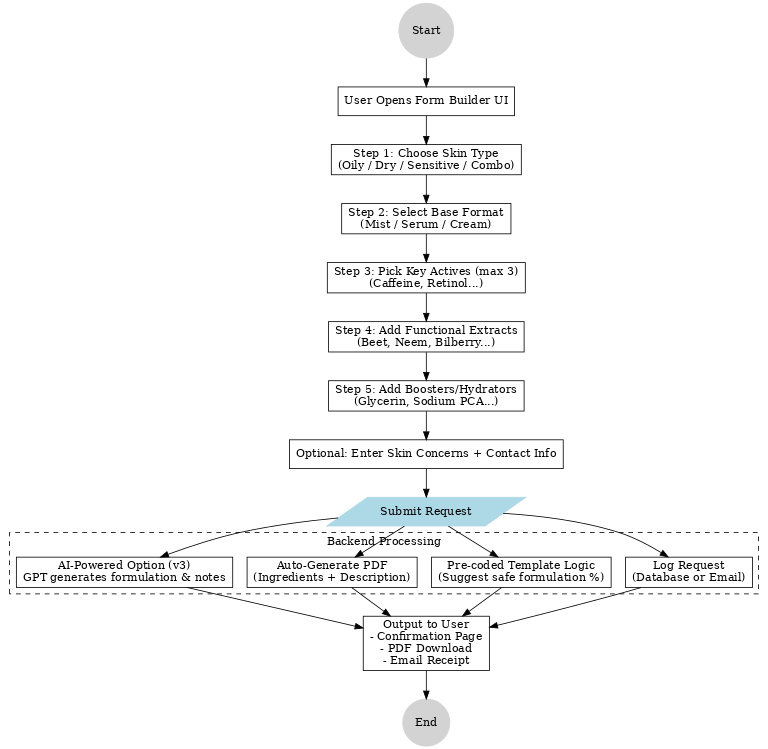 Start
User Opens Form Builder UI
Step 1: Choose Skin Type
(Oily / Dry / Sensitive / Combo)
Step 2: Select Base Format
(Mist / Serum / Cream)
Step 3: Pick Key Actives (max 3)
(Caffeine, Retinol...)
Step 4: Add Functional Extracts
(Beet, Neem, Bilberry...)
Step 5: Add Boosters/Hydrators
(Glycerin, Sodium PCA...)
Optional: Enter Skin Concerns + Contact Info
Submit Request
Backend Processing
AI-Powered Option (v3)
GPT generates formulation & notes
Auto-Generate PDF
(Ingredients + Description)
Pre-coded Template Logic
(Suggest safe formulation %)
Log Request
(Database or Email)
Output to User
- Confirmation Page
- PDF Download
- Email Receipt
End